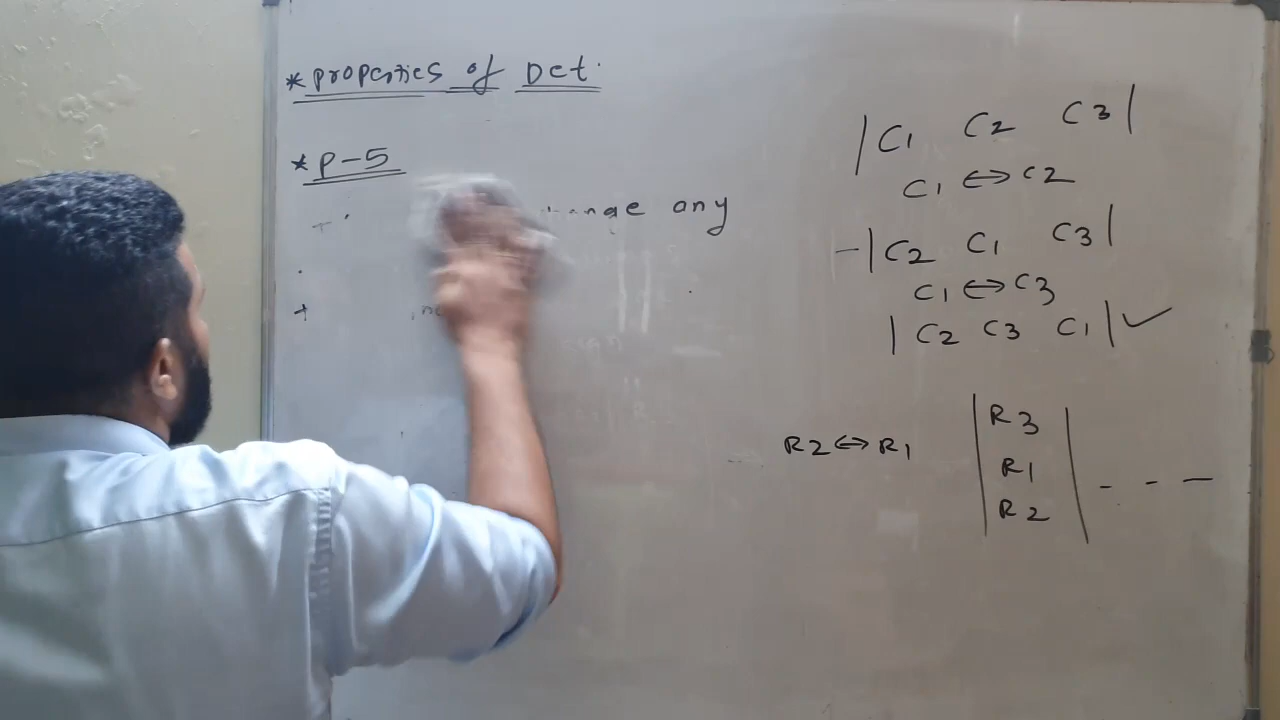 *Properties of Det.
*P-5
any
| C1 C2 C3 |
C1 <-> C2
-| C2 C1 C3 |
C1 <-> C3
| C2 C3 C1 | ✓
R2 <-> R1
| R3 |
| R1 | - - -
| R2 |